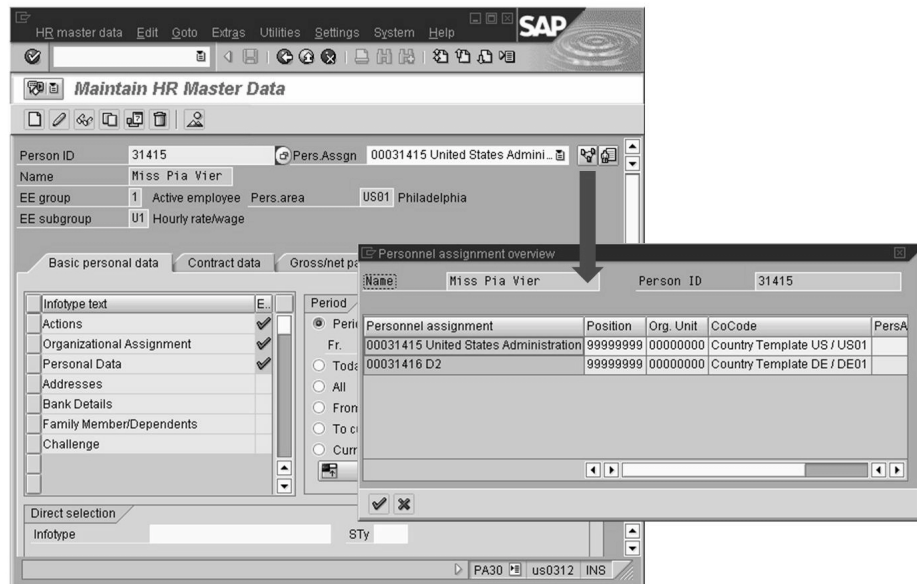 HR master data Edit Goto Extras Utilities Settings System Help
SAP
Maintain HR Master Data
Person ID 31415 Pers.Assgn 00031415 United States Admini...
Name Miss Pia Vier
EE group 1 Active employee Pers.area US01 Philadelphia
EE subgroup U1 Hourly rate/wage
Basic personal data Contract data Gross/net pa
Infotype text E..
Actions
Organizational Assignment
Personal Data
Addresses
Bank Details
Family Member/Dependents
Challenge
Period
Peri
Fr.
Toda
All
From
To cu
Curr
Direct selection
Infotype STy
Personnel assignment overview
Name Miss Pia Vier Person ID 31415
Personnel assignment Position Org. Unit CoCode PersA
00031415 United States Administration 99999999 00000000 Country Template US / US01
00031416 D2 99999999 00000000 Country Template DE / DE01
PA30 us0312 INS